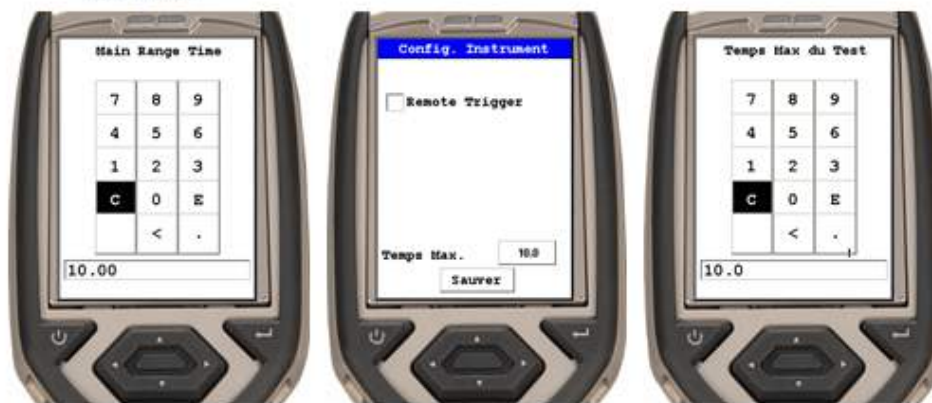 Main Range Time
7 8 9
4 5 6
1 2 3
C 0 E
< .
10.00
Config. Instrument
Remote Trigger
Temps Max. 10.0
Sauver
Temps Max du Test
7 8 9
4 5 6
1 2 3
C 0 E
< .
10.0